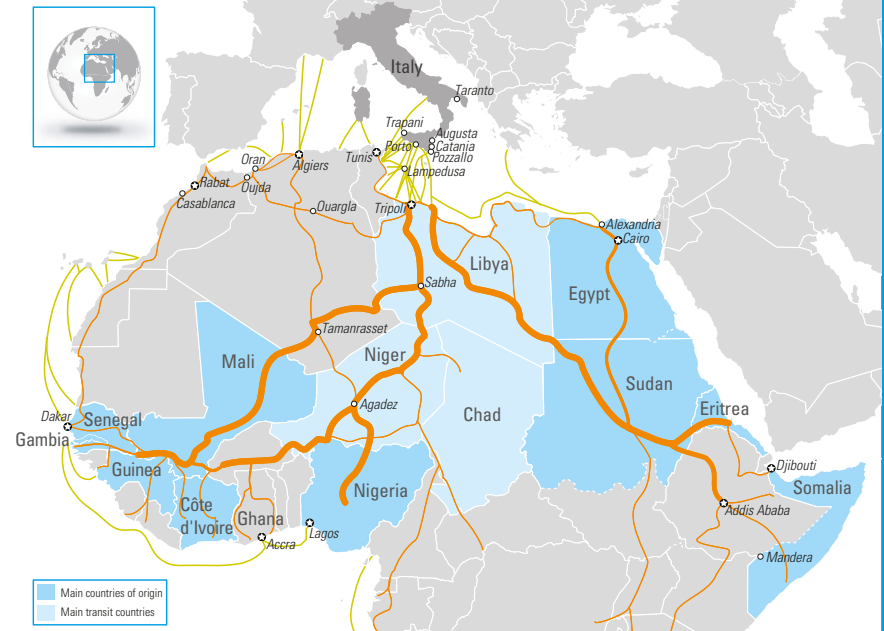 Italy
Taranto
Trapani
Augusta
Porto
Catania
Pozzallo
Tunis
Lampedusa
Algiers
Oran
Oujda
Rabat
Casablanca
Ouargla
Tripoli
Alexandria
Cairo
Libya
Sabha
Egypt
Tamanrasset
Mali
Niger
Agadez
Chad
Sudan
Eritrea
Dakar
Senegal
Gambia
Guinea
Côte
d'Ivoire
Ghana
Accra
Lagos
Nigeria
Djibouti
Somalia
Addis Ababa
Mandera
Main countries of origin
Main transit countries